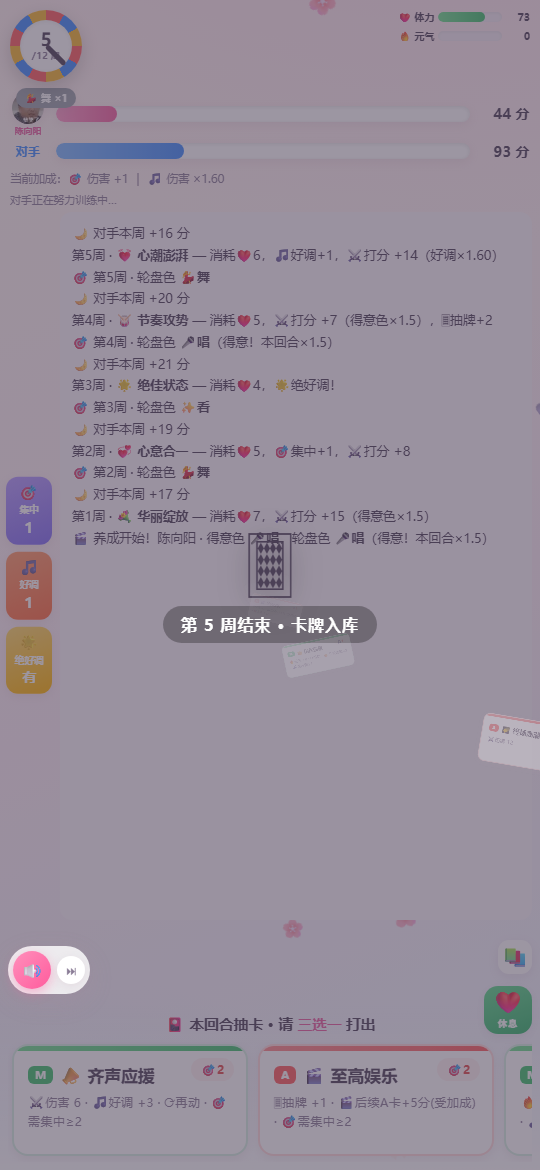 5
/12
体力 73
元气 0
舞 ×1
陈向阳
44 分
对手
93 分
当前加成: 伤害 +1 | 伤害 ×1.60
对手正在努力训练中...
对手本周 +16 分
第5周 · 心潮澎湃 — 消耗 6, 好调+1, 打分 +14（好调×1.60）
第5周 · 轮盘色 舞
对手本周 +20 分
第4周 · 节奏攻势 — 消耗 5, 打分 +7（得意色×1.5）, 抽牌+2
第4周 · 轮盘色 唱（得意！本回合×1.5）
对手本周 +21 分
第3周 · 绝佳状态 — 消耗 4, 绝好调!
第3周 · 轮盘色
对手本周 +19 分
第2周 · 心意合一 — 消耗 5, 集中+1, 打分 +8
第2周 · 轮盘色 舞
对手本周 +17 分
第1周 · 华丽绽放 — 消耗 7, 打分 +15（得意色×1.5）
养成开始！陈向阳 · 得意色 唱 轮盘色 唱（得意！本回合×1.5）
集中
1
好调
1
绝好调
有
第 5 周结束 • 卡牌入库
休息
本回合抽卡 • 请 三选一 打出
M 齐声应援 2
伤害 6 · 好调 +3 · 再动 ·
需集中≥2
A 至高娱乐 2
抽牌 +1 · 后续A卡+5分(受加成)
· 需集中≥2